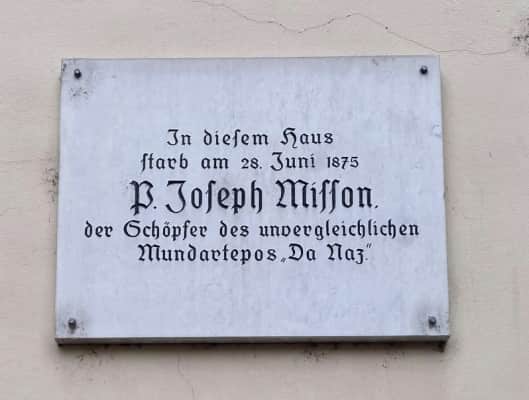 In diesem Haus
starb am 28. Juni 1875
P. Joseph Misson,
der Schöpfer des unvergleichlichen
Mundartepos „Da Naz.“